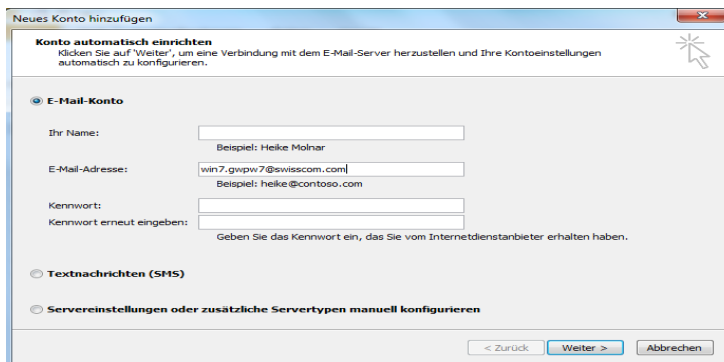 Neues Konto hinzufügen
Konto automatisch einrichten
Klicken Sie auf 'Weiter', um eine Verbindung mit dem E-Mail-Server herzustellen und Ihre Kontoeinstellungen
automatisch zu konfigurieren.
E-Mail-Konto
Ihr Name:
Beispiel: Heike Molnar
E-Mail-Adresse: win7.gwpw7@swisscom.com
Beispiel: heike@contoso.com
Kennwort:
Kennwort erneut eingeben:
Geben Sie das Kennwort ein, das Sie vom Internetdienstanbieter erhalten haben.
Textnachrichten (SMS)
Servereinstellungen oder zusätzliche Servertypen manuell konfigurieren
< Zurück Weiter > Abbrechen